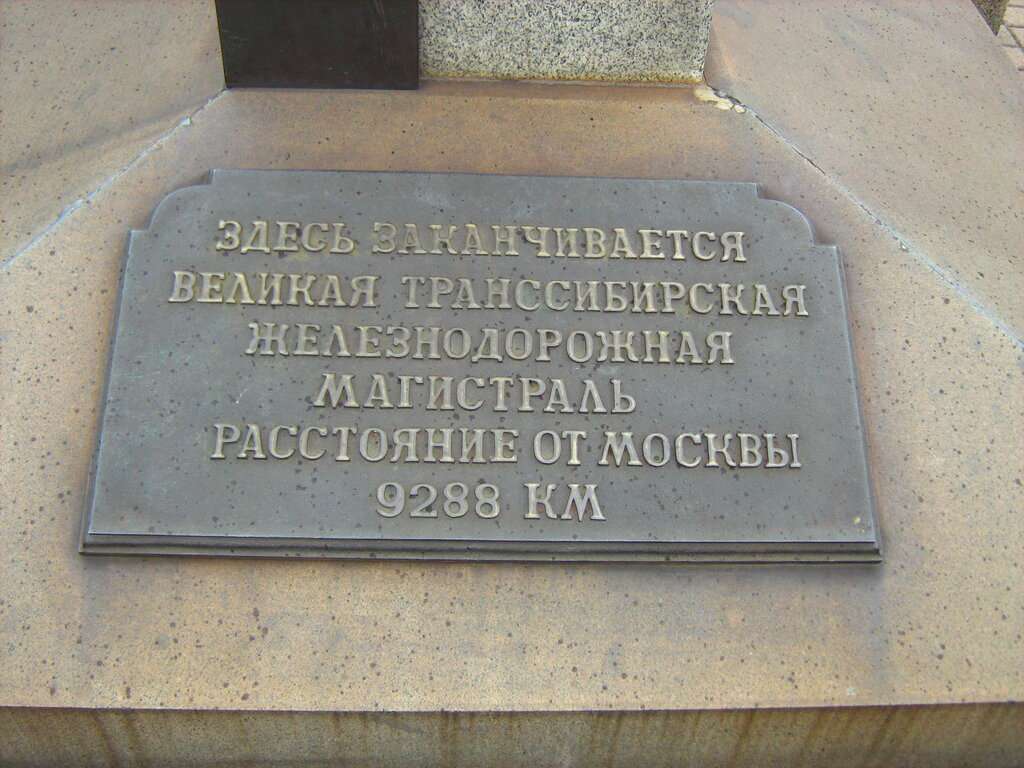 ЗДЕСЬ ЗАКАНЧИВАЕТСЯ
ВЕЛИКАЯ ТРАНССИБИРСКАЯ
ЖЕЛЕЗНОДОРОЖНАЯ
МАГИСТРАЛЬ
РАССТОЯНИЕ ОТ МОСКВЫ
9288 КМ